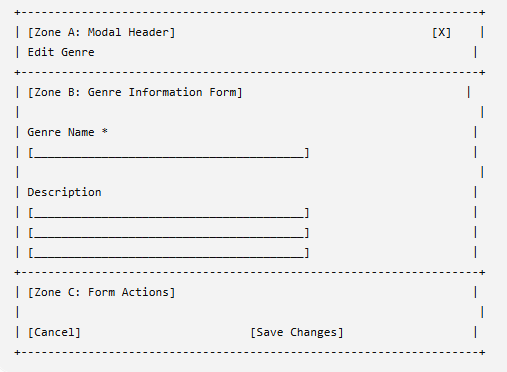 +--------------------------------------------------------------------+
| [Zone A: Modal Header]                                      [X]    |
| Edit Genre                                                        |
+--------------------------------------------------------------------+
| [Zone B: Genre Information Form]                                 |
|                                                                    |
| Genre Name *                                                      |
| [________________________________________]                        |
|                                                                    |
| Description                                                       |
| [________________________________________]                        |
| [________________________________________]                        |
| [________________________________________]                        |
+--------------------------------------------------------------------+
| [Zone C: Form Actions]                                            |
|                                                                    |
| [Cancel]                         [Save Changes]                   |
+--------------------------------------------------------------------+